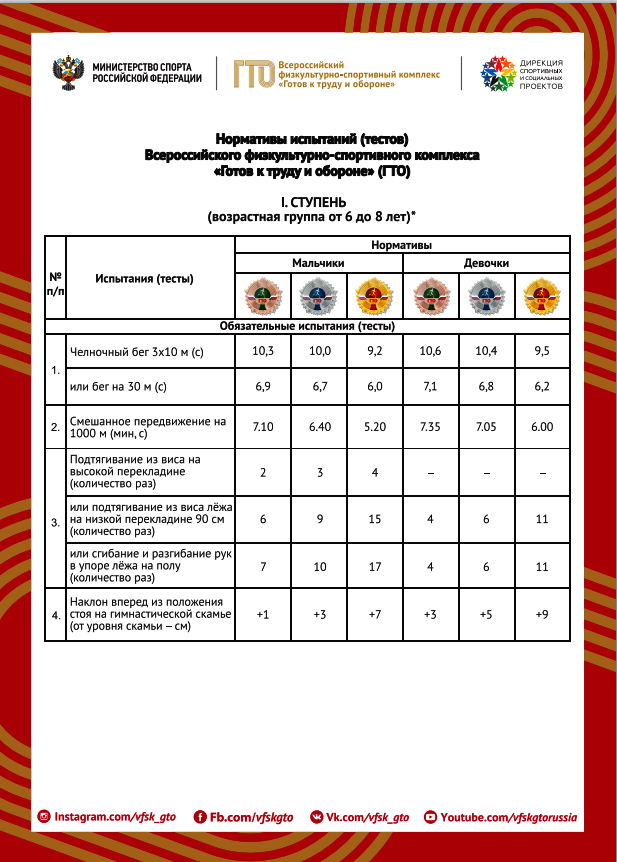 МИНИСТЕРСТВО СПОРТА
РОССИЙСКОЙ ФЕДЕРАЦИИ
ГТО
Всероссийский
физкультурно-спортивный комплекс
«Готов к труду и обороне»
ДИРЕКЦИЯ
СПОРТИВНЫХ
И СОЦИАЛЬНЫХ
ПРОЕКТОВ
Нормативы испытаний (тестов)
Всероссийского физкультурно-спортивного комплекса
«Готов к труду и обороне» (ГТО)
I. СТУПЕНЬ
(возрастная группа от 6 до 8 лет)*
№
п/п
Испытания (тесты)
Нормативы
Мальчики
Девочки
ГТО
ГТО
ГТО
ГТО
ГТО
ГТО
Обязательные испытания (тесты)
1.
Челночный бег 3х10 м (с)
10,3
10,0
9,2
10,6
10,4
9,5
или бег на 30 м (с)
6,9
6,7
6,0
7,1
6,8
6,2
2.
Смешанное передвижение на
1000 м (мин, с)
7.10
6.40
5.20
7.35
7.05
6.00
3.
Подтягивание из виса на
высокой перекладине
(количество раз)
2
3
4
–
–
–
или подтягивание из виса лёжа
на низкой перекладине 90 см
(количество раз)
6
9
15
4
6
11
или сгибание и разгибание рук
в упоре лёжа на полу
(количество раз)
7
10
17
4
6
11
4.
Наклон вперед из положения
стоя на гимнастической скамье
(от уровня скамьи – см)
+1
+3
+7
+3
+5
+9
Instagram.com/vfsk_gto
Fb.com/vfskgto
Vk.com/vfsk_gto
Youtube.com/vfskgtorussia